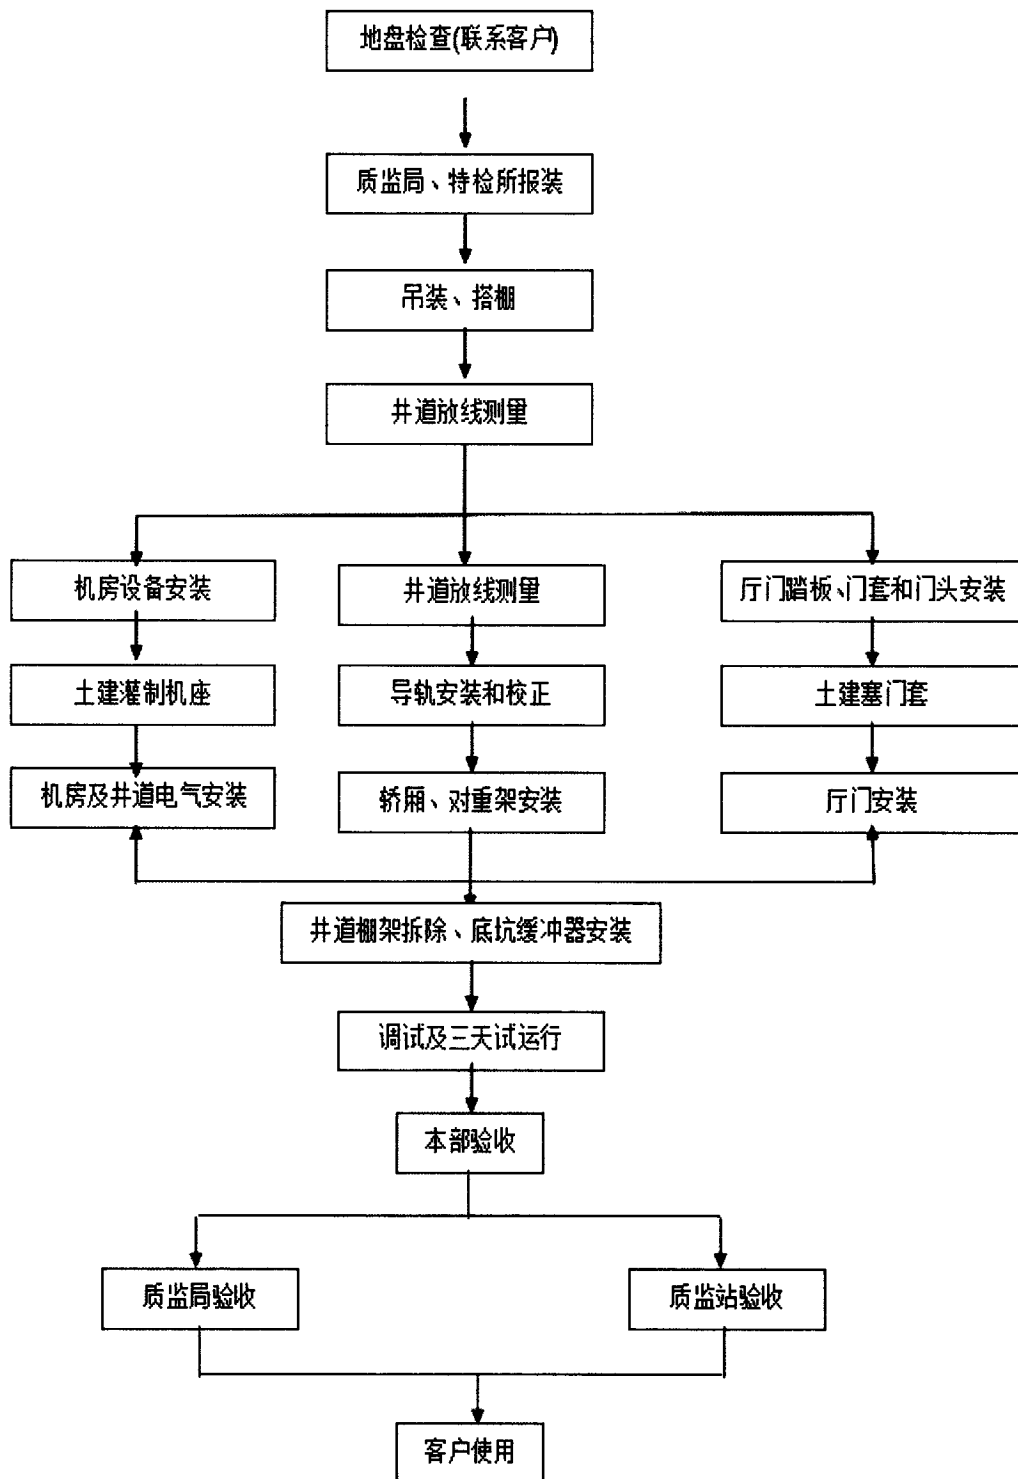 地盘检查(联系客户)
质监局、特检所报装
吊装、搭棚
井道放线测量
机房设备安装
井道放线测量
厅门踏板、门套和门头安装
土建灌制机座
导轨安装和校正
土建塞门套
机房及井道电气安装
轿厢、对重架安装
厅门安装
井道棚架拆除、底坑缓冲器安装
调试及三天试运行
本部验收
质监局验收
质监站验收
客户使用